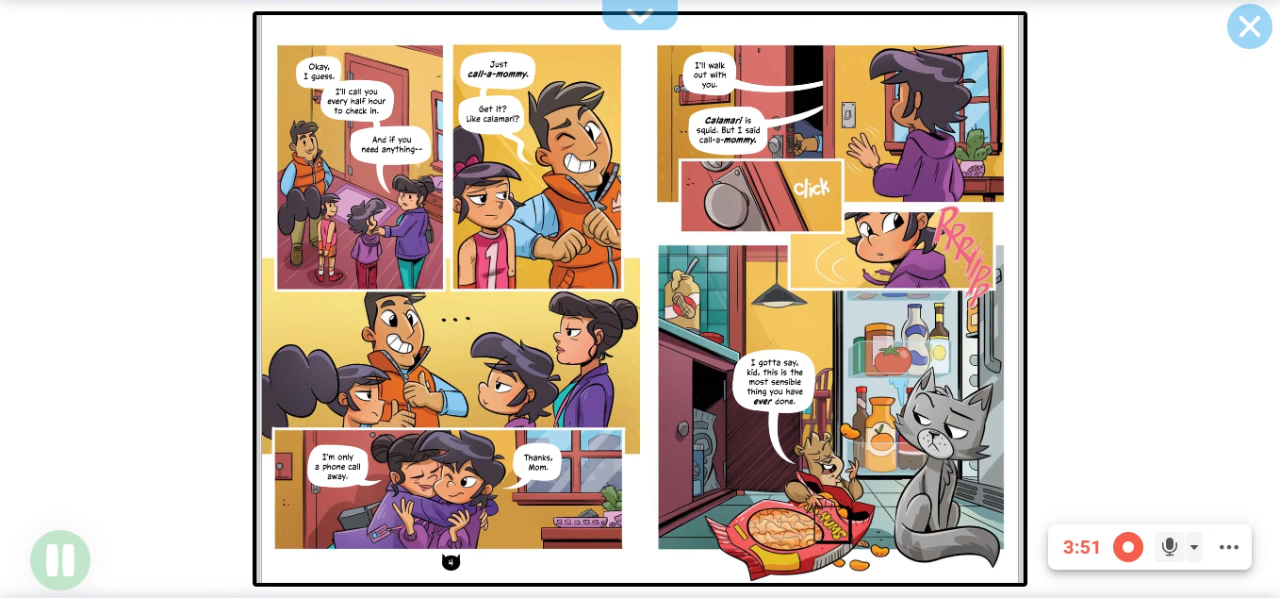 Okay,
I guess.
I'll call you
every half hour
to check in.
And if you
need anything--
Just
call-a-mommy.
Get it?
Like calamari?
1
...
I'm only
a phone call
away.
Thanks,
Mom.
4
I'll walk
out with
you.
Calamari is
squid. But I said
call-a-mommy.
CLICK
RRRRIIPP
I gotta say,
kid, this is the
most sensible
thing you have
ever done.
3:51